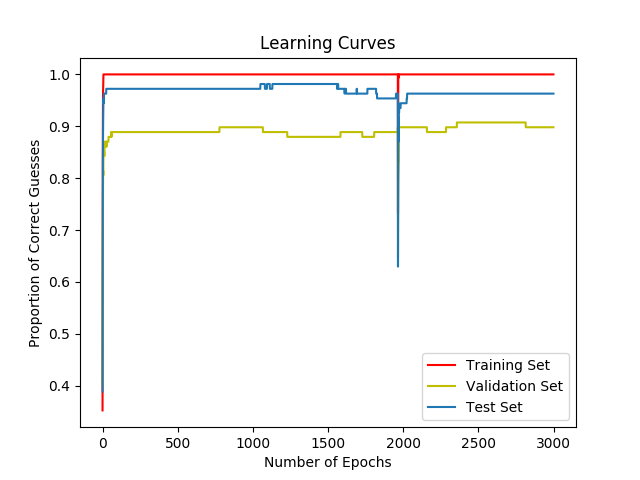 Learning Curves
Proportion of Correct Guesses
1.0
0.9
0.8
0.7
0.6
0.5
0.4
Training Set
Validation Set
Test Set
0 500 1000 1500 2000 2500 3000
Number of Epochs